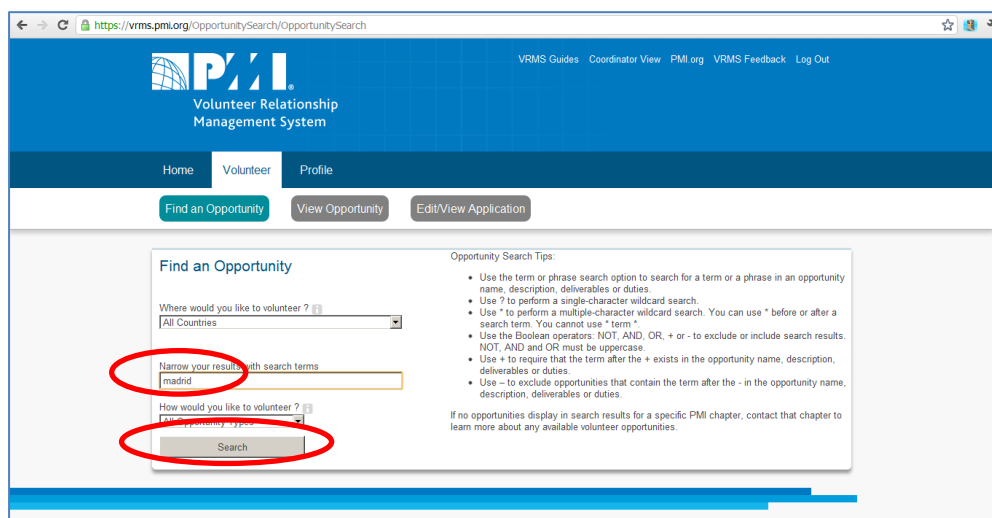 https://vrms.pmi.org/OpportunitySearch/OpportunitySearch
VRMS Guides Coordinator View PMI.org VRMS Feedback Log Out
PMI®
Volunteer Relationship
Management System
Home Volunteer Profile
Find an Opportunity View Opportunity Edit/View Application
Find an Opportunity
Where would you like to volunteer ? i
All Countries
Narrow your results with search terms
madrid
How would you like to volunteer ? i
All Opportunity Types
Search
Opportunity Search Tips:
• Use the term or phrase search option to search for a term or a phrase in an opportunity
name, description, deliverables or duties.
• Use ? to perform a single-character wildcard search.
• Use * to perform a multiple-character wildcard search. You can use * before or after a
search term. You cannot use * term *.
• Use the Boolean operators: NOT, AND, OR, + or - to exclude or include search results.
NOT, AND and OR must be uppercase.
• Use + to require that the term after the + exists in the opportunity name, description,
deliverables or duties.
• Use – to exclude opportunities that contain the term after the - in the opportunity name,
description, deliverables or duties.
If no opportunities display in search results for a specific PMI chapter, contact that chapter to
learn more about any available volunteer opportunities.